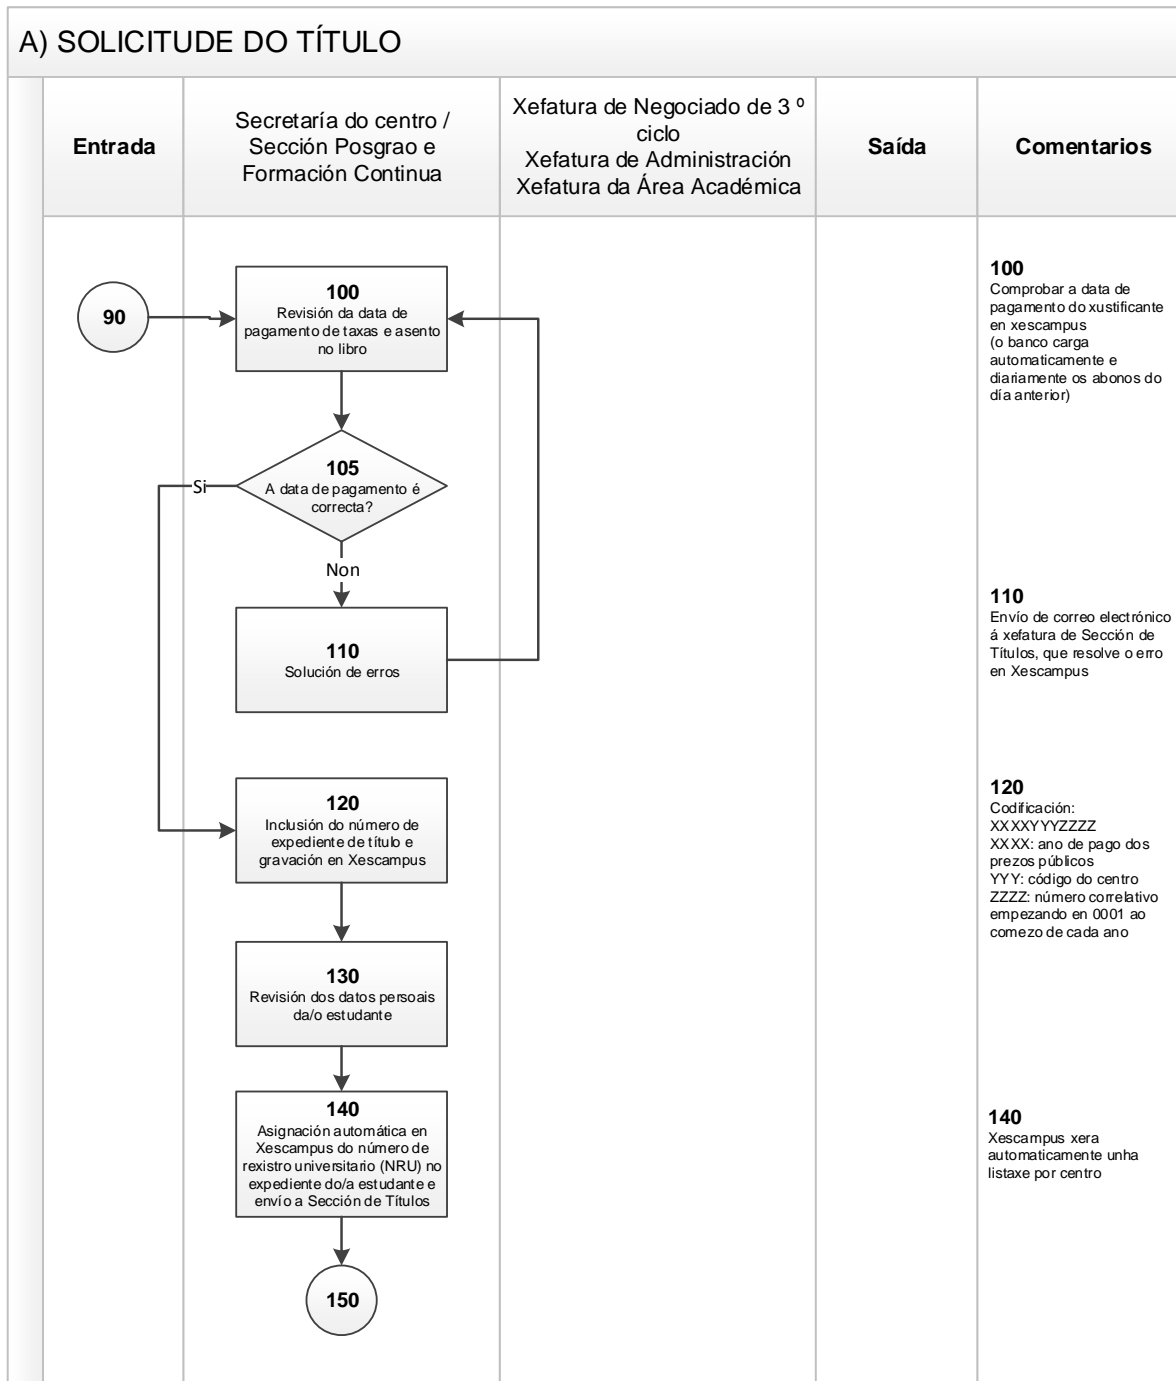 A) SOLICITUDE DO TÍTULO
Entrada
Secretaría do centro /
Sección Posgrao e
Formación Continua
Xefatura de Negociado de 3 º
ciclo
Xefatura de Administración
Xefatura da Área Académica
Saída
Comentarios
90
100
Revisión da data de
pagamento de taxas e asento
no libro
100
Comprobar a data de
pagamento do xustificante
en xescampus
(o banco carga
automaticamente e
diariamente os abonos do
día anterior)
105
A data de pagamento é
correcta?
Si
Non
110
Solución de erros
110
Envío de correo electrónico
á xefatura de Sección de
Títulos, que resolve o erro
en Xescampus
120
Inclusión do número de
expediente de título e
gravación en Xescampus
120
Codificación:
XXXXYYYZZZZ
XXXX: ano de pago dos
prezos públicos
YYY: código do centro
ZZZZ: número correlativo
empezando en 0001 ao
comezo de cada ano
130
Revisión dos datos persoais
da/o estudante
140
Asignación automática en
Xescampus do número de
rexistro universitario (NRU) no
expediente do/a estudante e
envío a Sección de Títulos
140
Xescampus xera
automaticamente unha
listaxe por centro
150